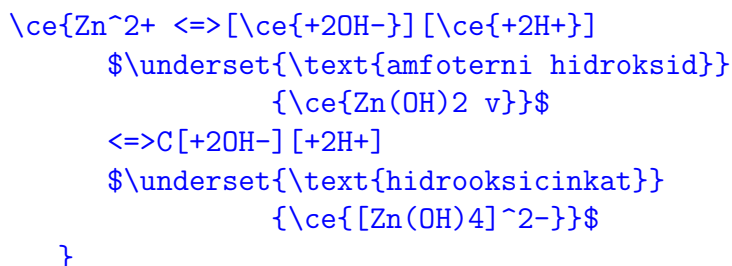 \ce{Zn^2+ <=>[\ce{+2OH-}][\ce{+2H+}]
$\underset{\text{amfoterni hidroksid}}
{\ce{Zn(OH)2 v}}$
<=>C[+2OH-][+2H+]
$\underset{\text{hidrooksicinkat}}
{\ce{[Zn(OH)4]^2-}}$
}